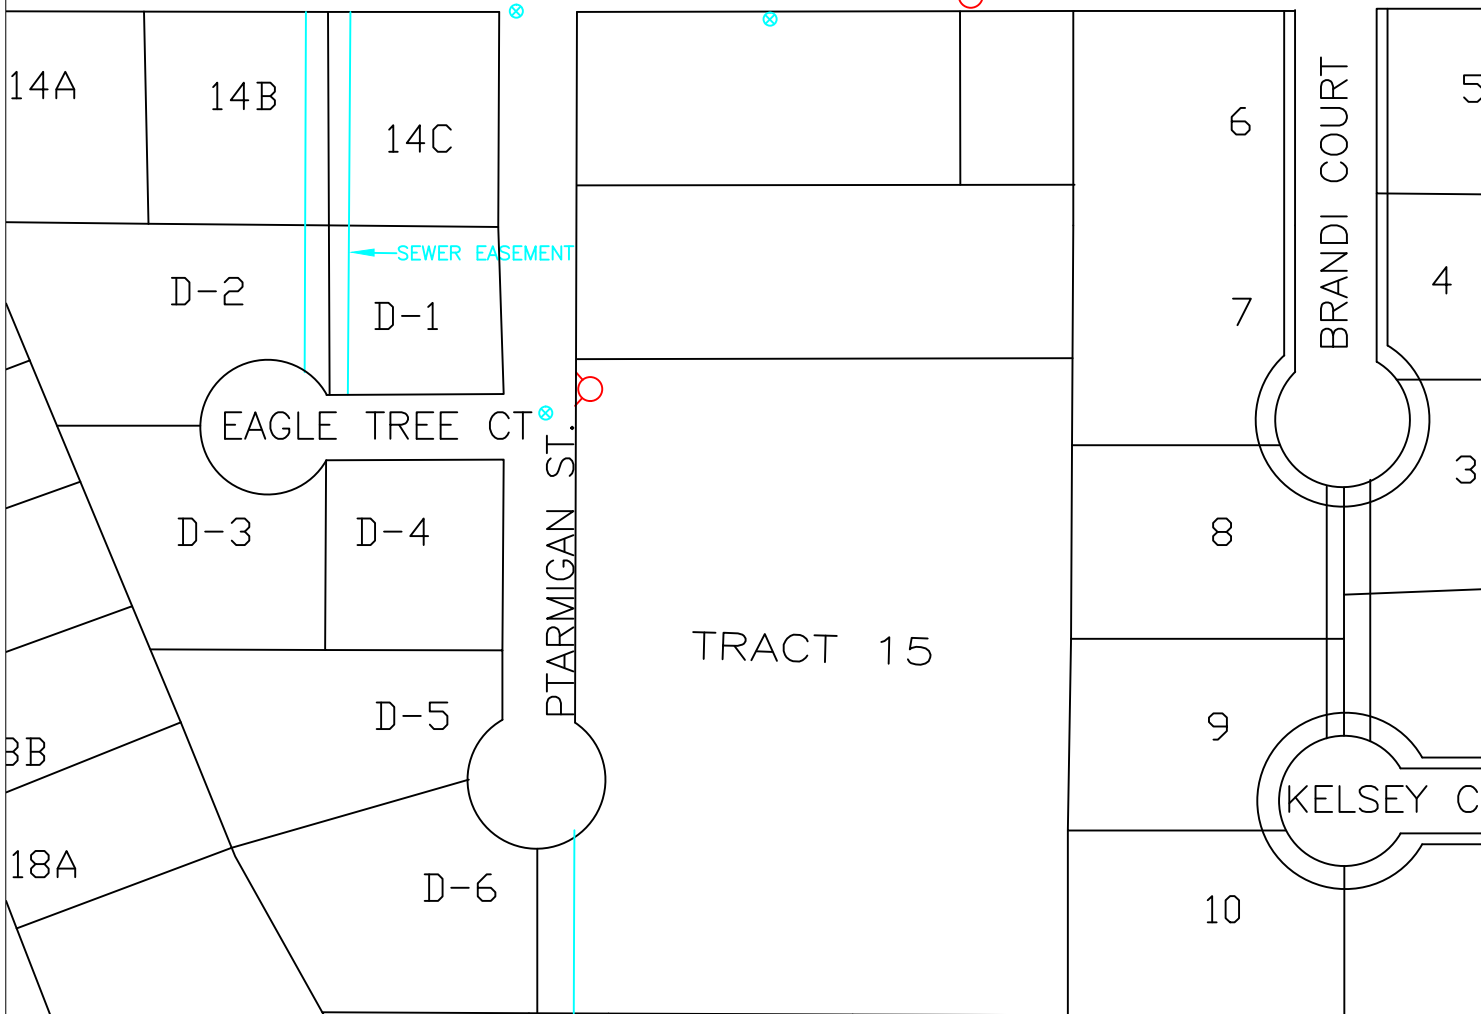 14A
14B
14C
6
BRANDI COURT
5
SEWER EASEMENT
D-2
D-1
7
4
EAGLE TREE CT
PTARMIGAN ST.
3
D-3
D-4
8
TRACT 15
D-5
9
3B
KELSEY C
18A
D-6
10